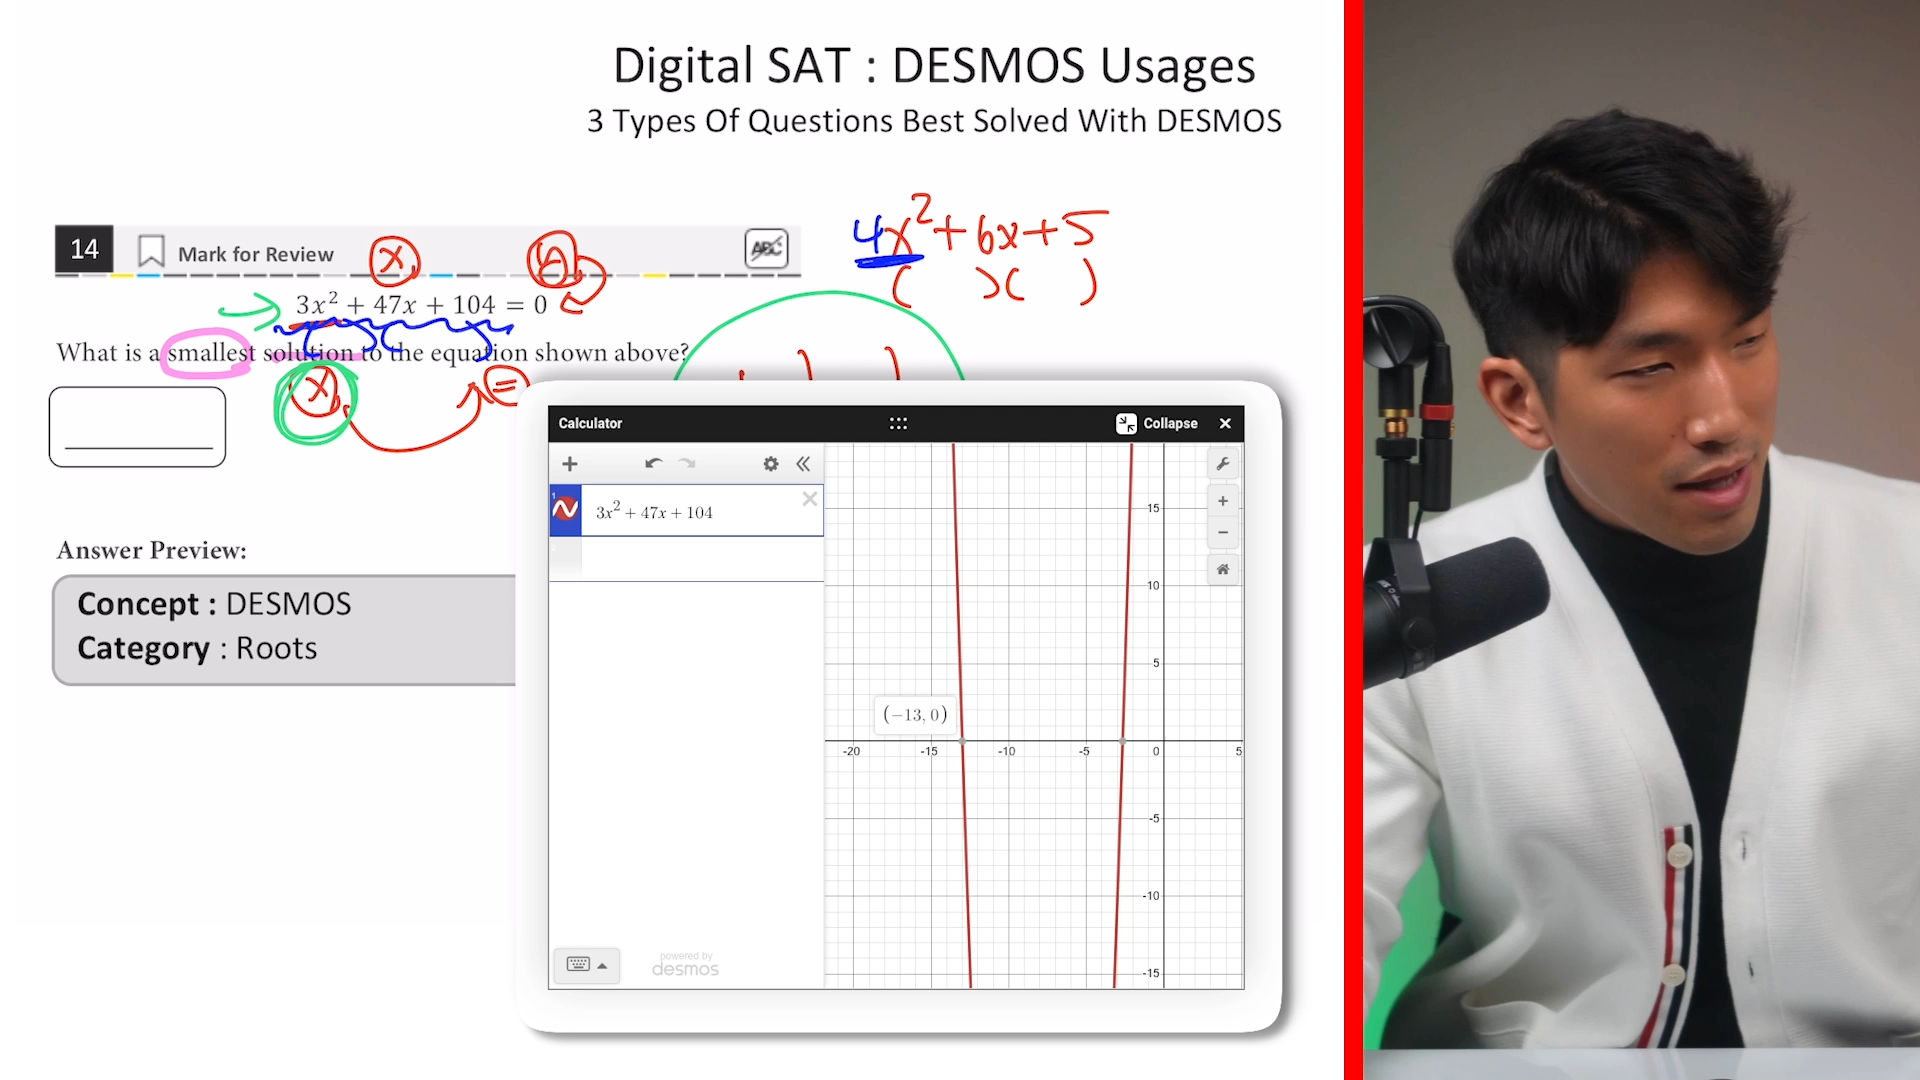 Digital SAT : DESMOS Usages
3 Types Of Questions Best Solved With DESMOS
4x² + 6x + 5
( )( )
14 Mark for Review ABC
x
3x² + 47x + 104 = 0
What is a smallest solution to the equation shown above?
x =
Answer Preview:
Concept : DESMOS
Category : Roots
Calculator Collapse
1
3x² + 47x + 104
powered by
desmos
15
10
5
(−13, 0)
-20 -15 -10 -5 0 5
-5
-10
-15